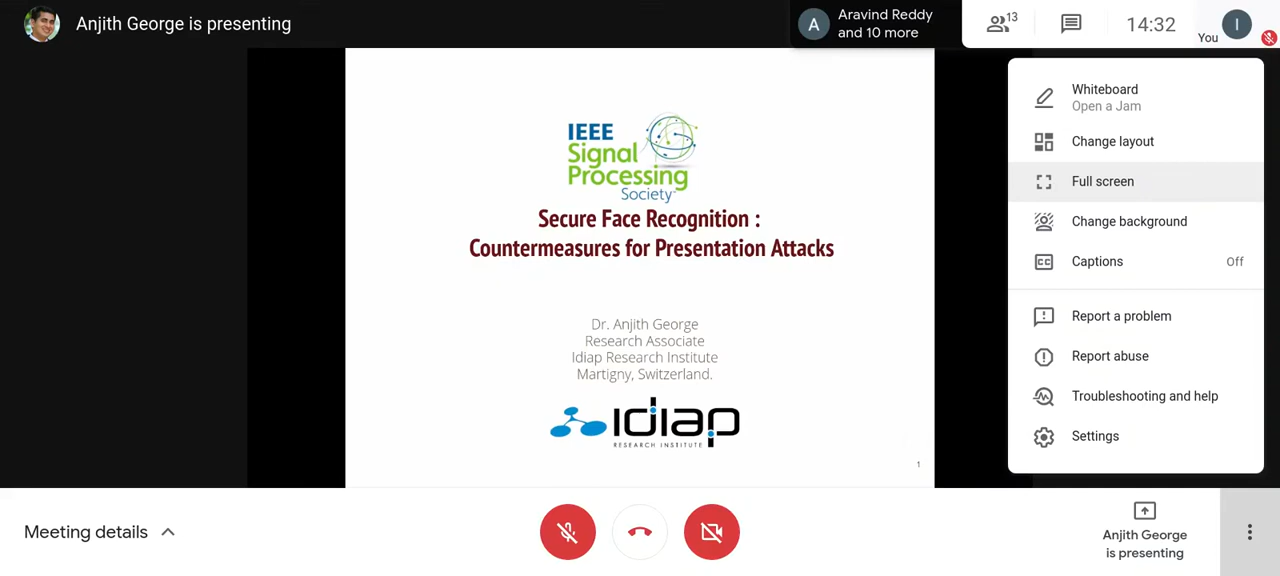 Anjith George is presenting
A
Aravind Reddy
and 10 more
13
14:32
You
I
Whiteboard
Open a Jam
Change layout
Full screen
Change background
CC
Captions
Off
Report a problem
Report abuse
Troubleshooting and help
Settings
IEEE
Signal
Processing
Society
Secure Face Recognition :
Countermeasures for Presentation Attacks
Dr. Anjith George
Research Associate
Idiap Research Institute
Martigny, Switzerland.
idiap
RESEARCH INSTITUTE
1
Meeting details
Anjith George
is presenting